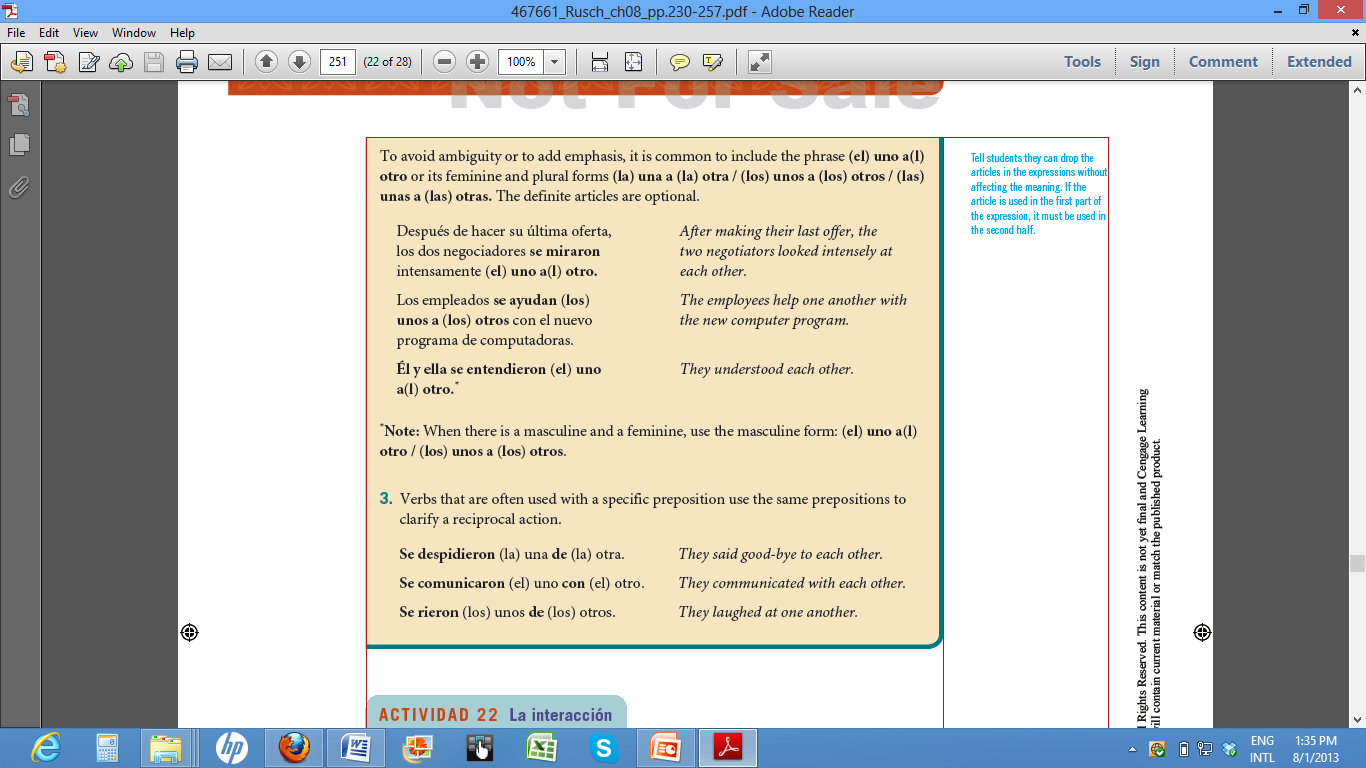 467661_Rusch_ch08_pp.230-257.pdf - Adobe Reader
File Edit View Window Help
251 (22 of 28) 100% Tools Sign Comment Extended
Not For Sale
To avoid ambiguity or to add emphasis, it is common to include the phrase (el) uno a(l)
otro or its feminine and plural forms (la) una a (la) otra / (los) unos a (los) otros / (las)
unas a (las) otras. The definite articles are optional.
Después de hacer su última oferta,
los dos negociadores se miraron
intensamente (el) uno a(l) otro.
After making their last offer, the
two negotiators looked intensely at
each other.
Los empleados se ayudan (los)
unos a (los) otros con el nuevo
programa de computadoras.
The employees help one another with
the new computer program.
Él y ella se entendieron (el) uno
a(l) otro.*
They understood each other.
*Note: When there is a masculine and a feminine, use the masculine form: (el) uno a(l)
otro / (los) unos a (los) otros.
3. Verbs that are often used with a specific preposition use the same prepositions to
clarify a reciprocal action.
Se despidieron (la) una de (la) otra. They said good-bye to each other.
Se comunicaron (el) uno con (el) otro. They communicated with each other.
Se rieron (los) unos de (los) otros. They laughed at one another.
Tell students they can drop the
articles in the expressions without
affecting the meaning. If the
article is used in the first part of
the expression, it must be used in
the second half.
Rights Reserved. This content is not yet final and Cengage Learning
will contain current material or match the published product.
ACTIVIDAD 22 La interacción
hp
ENG
INTL
1:35 PM
8/1/2013